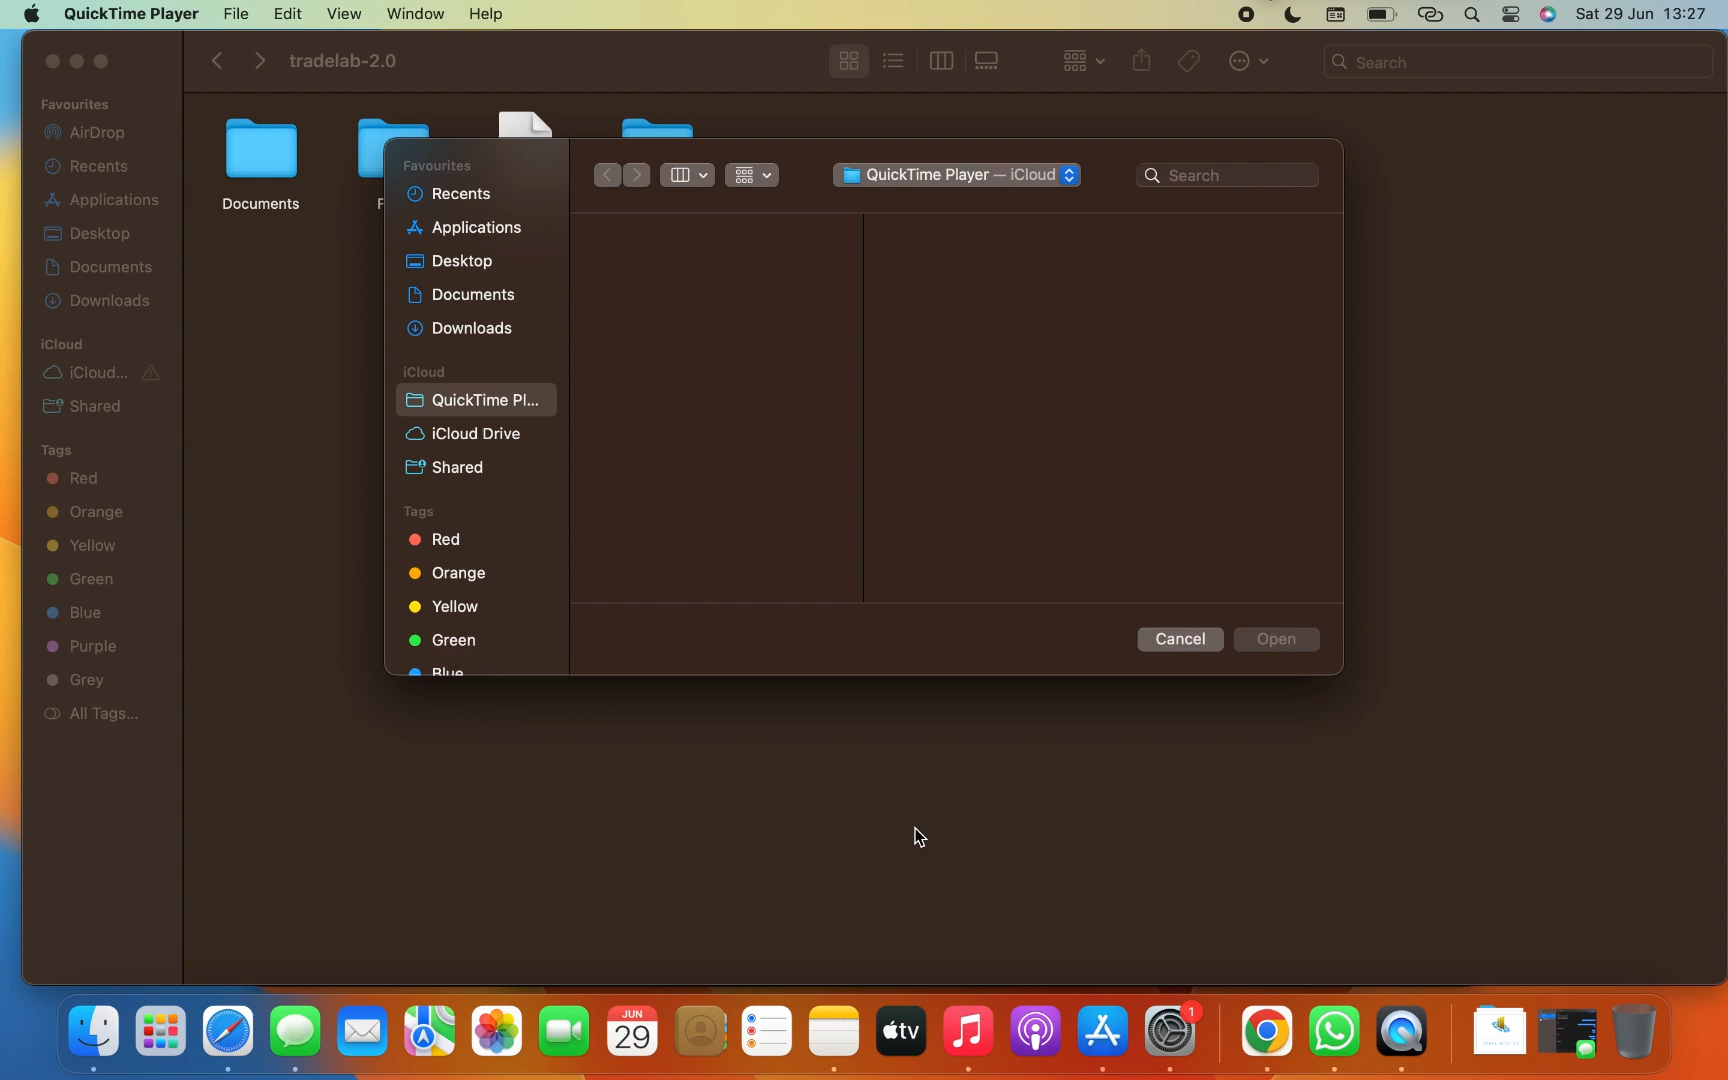 QuickTime Player File Edit View Window Help Sat 29 Jun 13:27
tradelab-2.0
Search
Favourites
AirDrop
Recents
Applications
Desktop
Documents
Downloads
iCloud
iCloud...
Shared
Tags
Red
Orange
Yellow
Green
Blue
Purple
Grey
All Tags...
Documents
F
Favourites
Recents
Applications
Desktop
Documents
Downloads
iCloud
QuickTime Pl...
iCloud Drive
Shared
Tags
Red
Orange
Yellow
Green
Blue
QuickTime Player — iCloud
Search
Cancel Open
JUN
29
tv
1